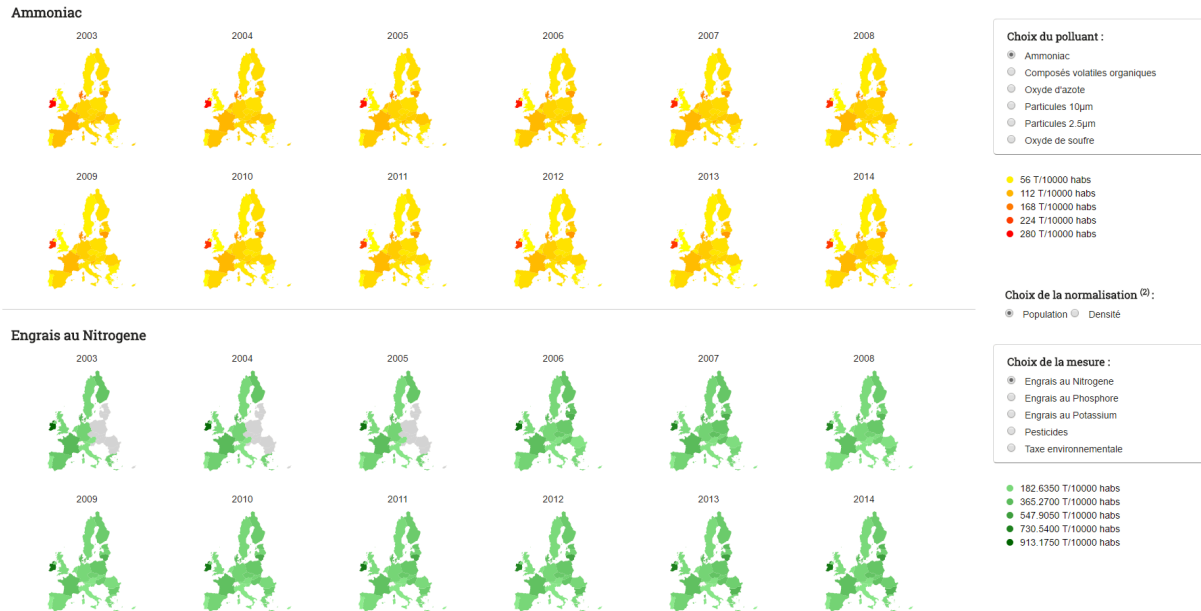 Ammoniac
2003 2004 2005 2006 2007 2008
2009 2010 2011 2012 2013 2014
Choix du polluant :
Ammoniac
Composés volatiles organiques
Oxyde d'azote
Particules 10µm
Particules 2.5µm
Oxyde de soufre
56 T/10000 habs
112 T/10000 habs
168 T/10000 habs
224 T/10000 habs
280 T/10000 habs
Choix de la normalisation (2) :
Population Densité
Engrais au Nitrogene
2003 2004 2005 2006 2007 2008
2009 2010 2011 2012 2013 2014
Choix de la mesure :
Engrais au Nitrogene
Engrais au Phosphore
Engrais au Potassium
Pesticides
Taxe environnementale
182.6350 T/10000 habs
365.2700 T/10000 habs
547.9050 T/10000 habs
730.5400 T/10000 habs
913.1750 T/10000 habs